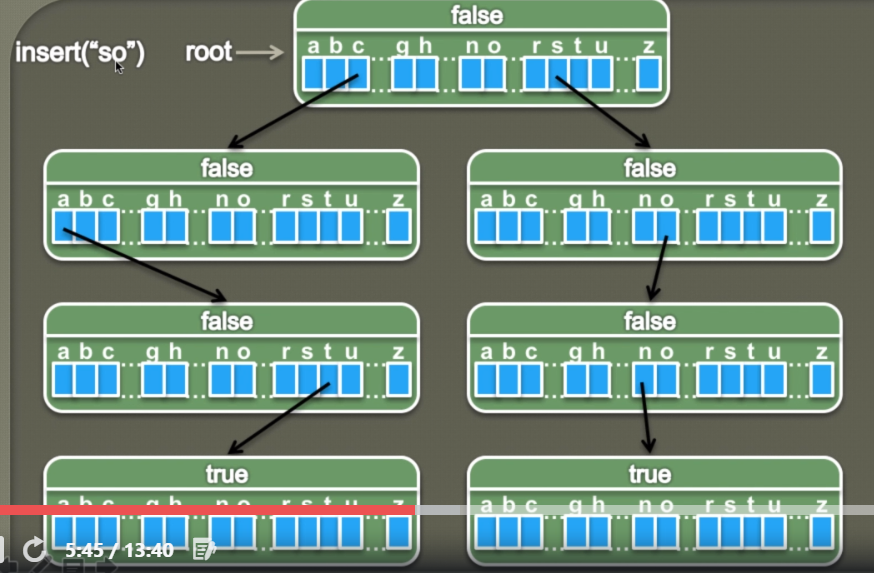 false
insert("so") root
a b c ... g h ... n o ... r s t u ... z
false false
a b c ... g h ... n o ... r s t u ... z a b c ... g h ... n o ... r s t u ... z
false false
a b c ... g h ... n o ... r s t u ... z a b c ... g h ... n o ... r s t u ... z
true true
a b c ... g h ... n o ... r s t u ... z a b c ... g h ... n o ... r s t u ... z
5:45 / 13:40